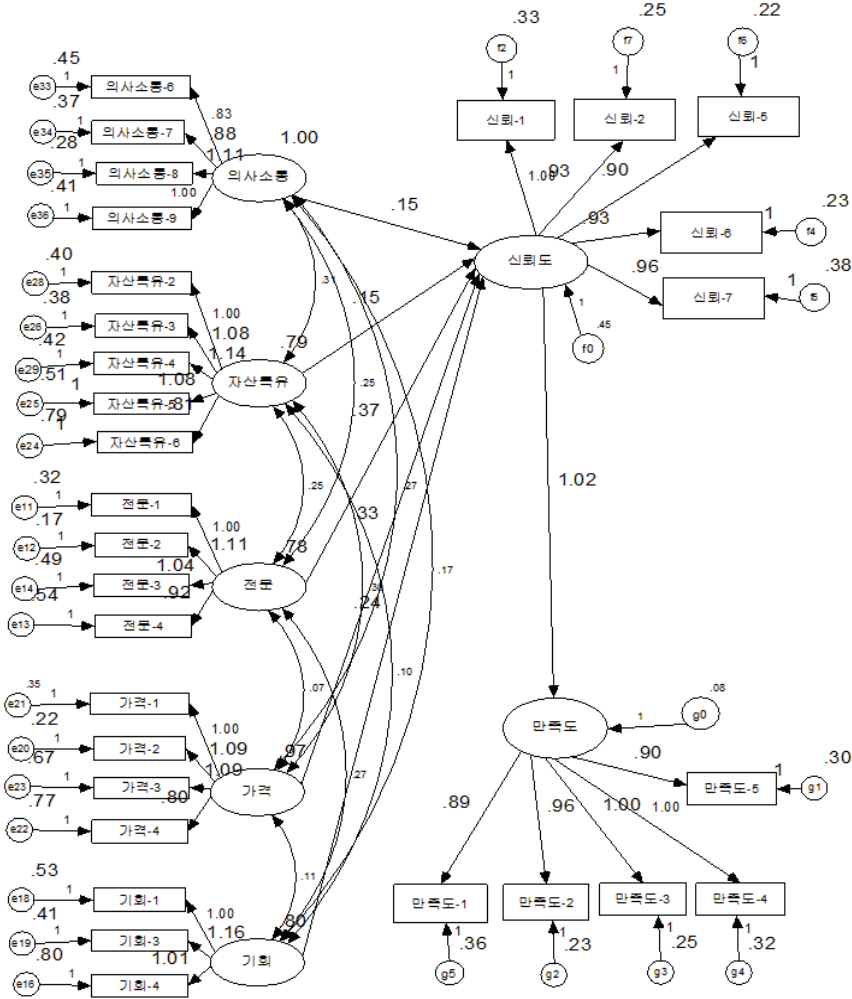 .45
e33
1
의사소통-6
.37
e34
1
의사소통-7
.28
e35
1
의사소통-8
.41
e36
1
의사소통-9
.83
.88
1.11
1.00
1.00
의사소통
.40
e28
1
자산특유-2
.38
e26
1
자산특유-3
.42
e29
1
자산특유-4
.51
e25
1
자산특유-5
.79
e24
1
자산특유-6
1.00
1.08
1.14
1.08
.81
.79
자산특유
.32
e11
1
전문-1
.17
e12
1
전문-2
.49
e14
1
전문-3
.54
e13
1
전문-4
1.00
1.11
1.04
.92
.78
전문
.35
e21
1
가격-1
.22
e20
1
가격-2
.67
e23
1
가격-3
.77
e22
1
가격-4
1.00
1.09
1.09
.80
.97
가격
.53
e18
1
기회-1
.41
e19
1
기회-3
.80
e16
1
기회-4
1.00
1.16
1.01
.80
기회
.31
.25
.27
.17
.25
.10
.07
.27
.11
.15
.15
.37
.33
.24
.33
f2
1
신뢰-1
.25
f7
1
신뢰-2
.22
f6
1
신뢰-5
.23
f4
1
신뢰-6
.38
f5
1
신뢰-7
1.00
.93
.90
.93
.96
신뢰도
1
.45
f0
1.02
만족도
1
.08
g0
.90
만족도-5
1
.30
g1
.89
.96
1.00
1.00
만족도-1
만족도-2
만족도-3
만족도-4
1
.36
g5
1
.23
g2
1
.25
g3
1
.32
g4